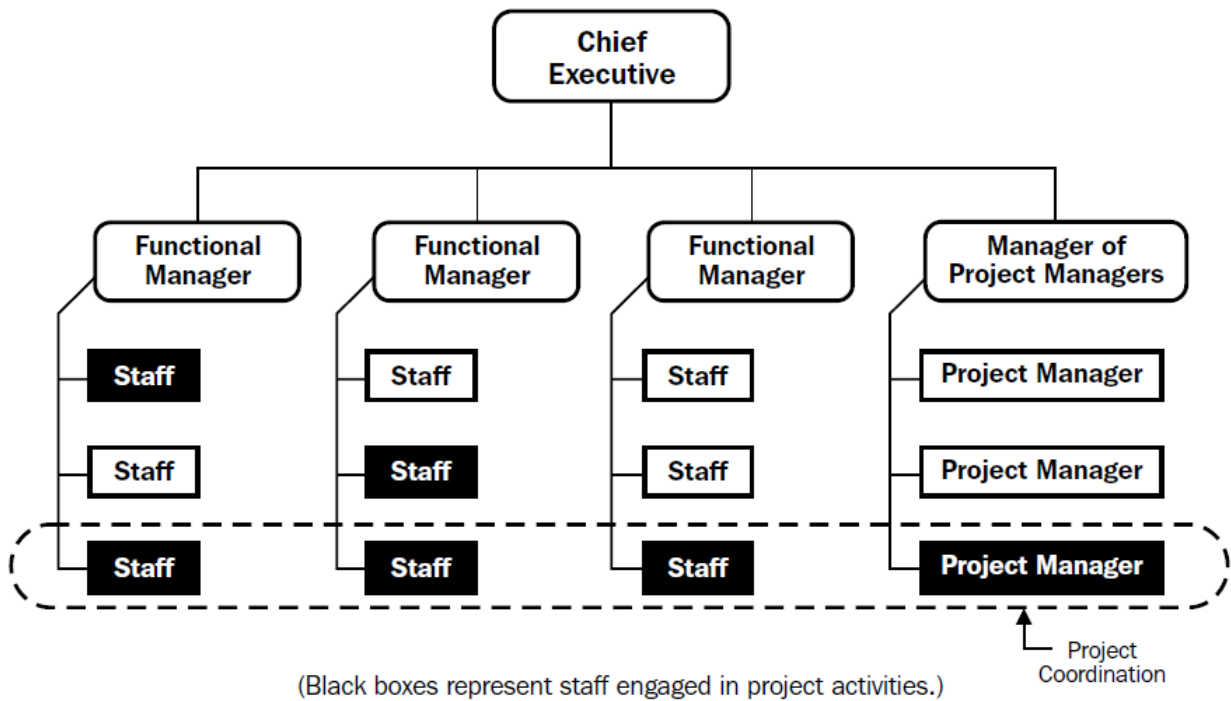 Chief
Executive
Functional
Manager
Functional
Manager
Functional
Manager
Manager of
Project Managers
Staff
Staff
Staff
Project Manager
Staff
Staff
Staff
Project Manager
Staff
Staff
Staff
Project Manager
Project
Coordination
(Black boxes represent staff engaged in project activities.)